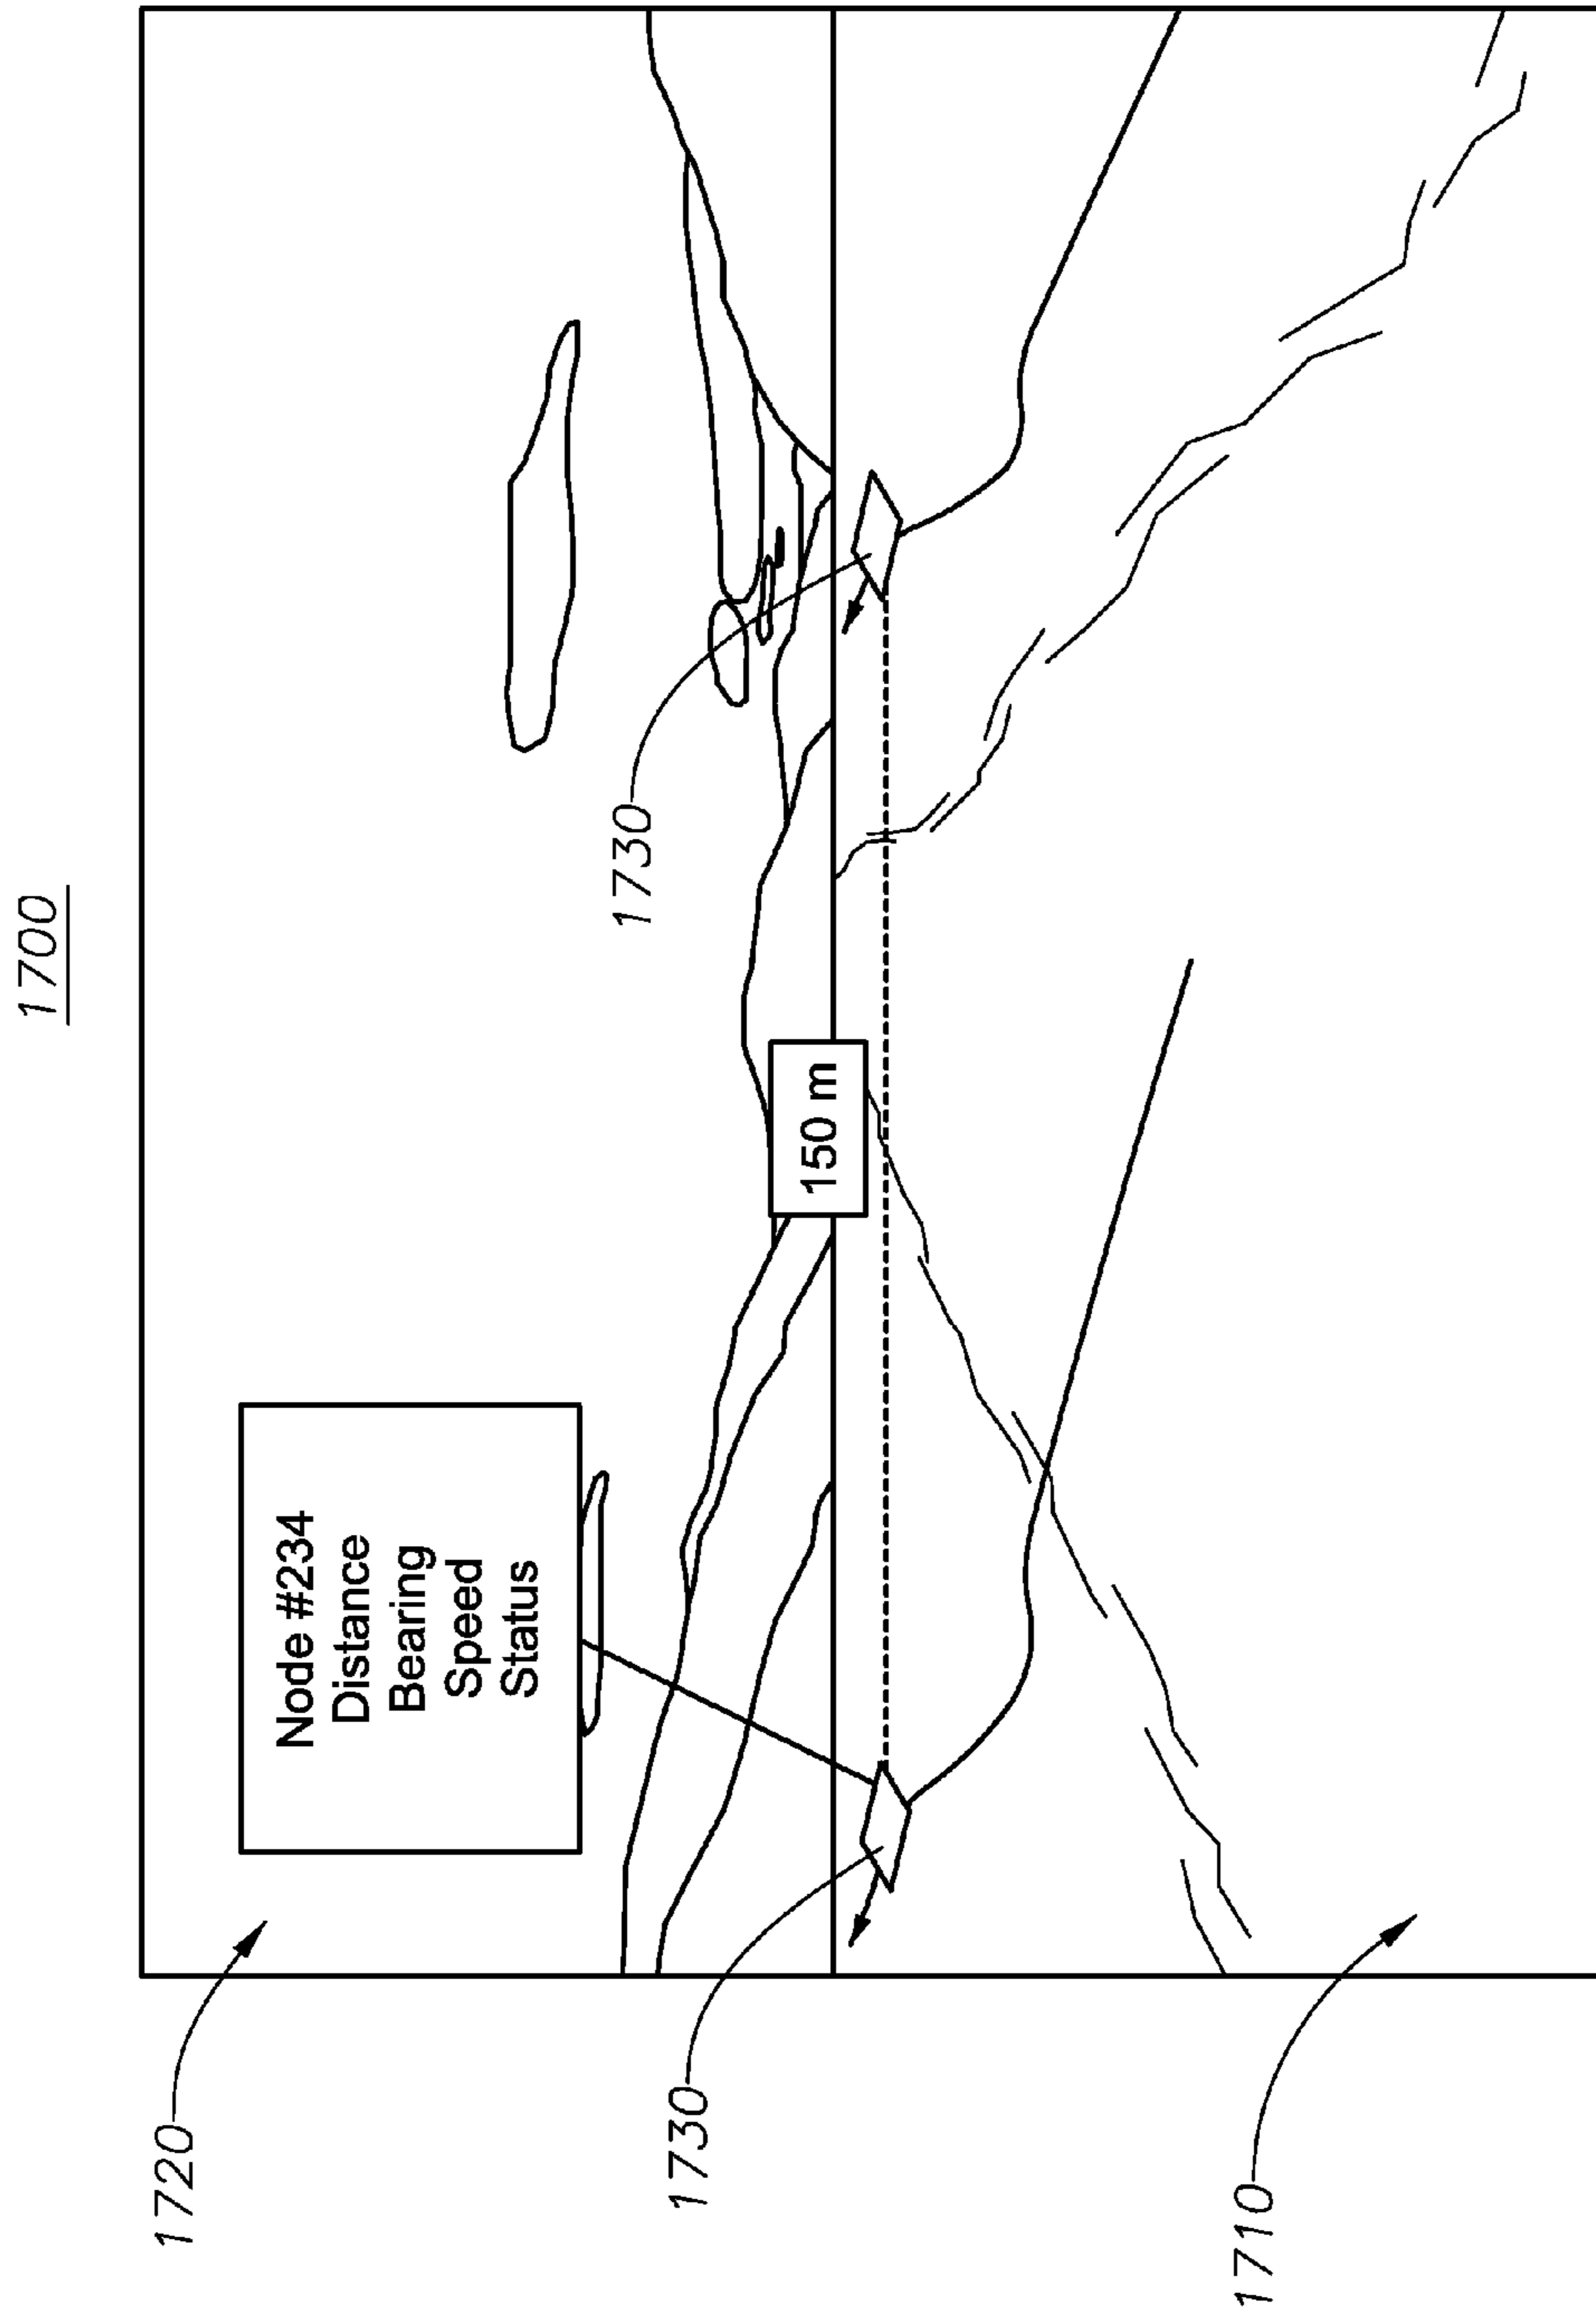 1700
1720
Node #234
Distance
Bearing
Speed
Status
1730
1730
150 m
1710